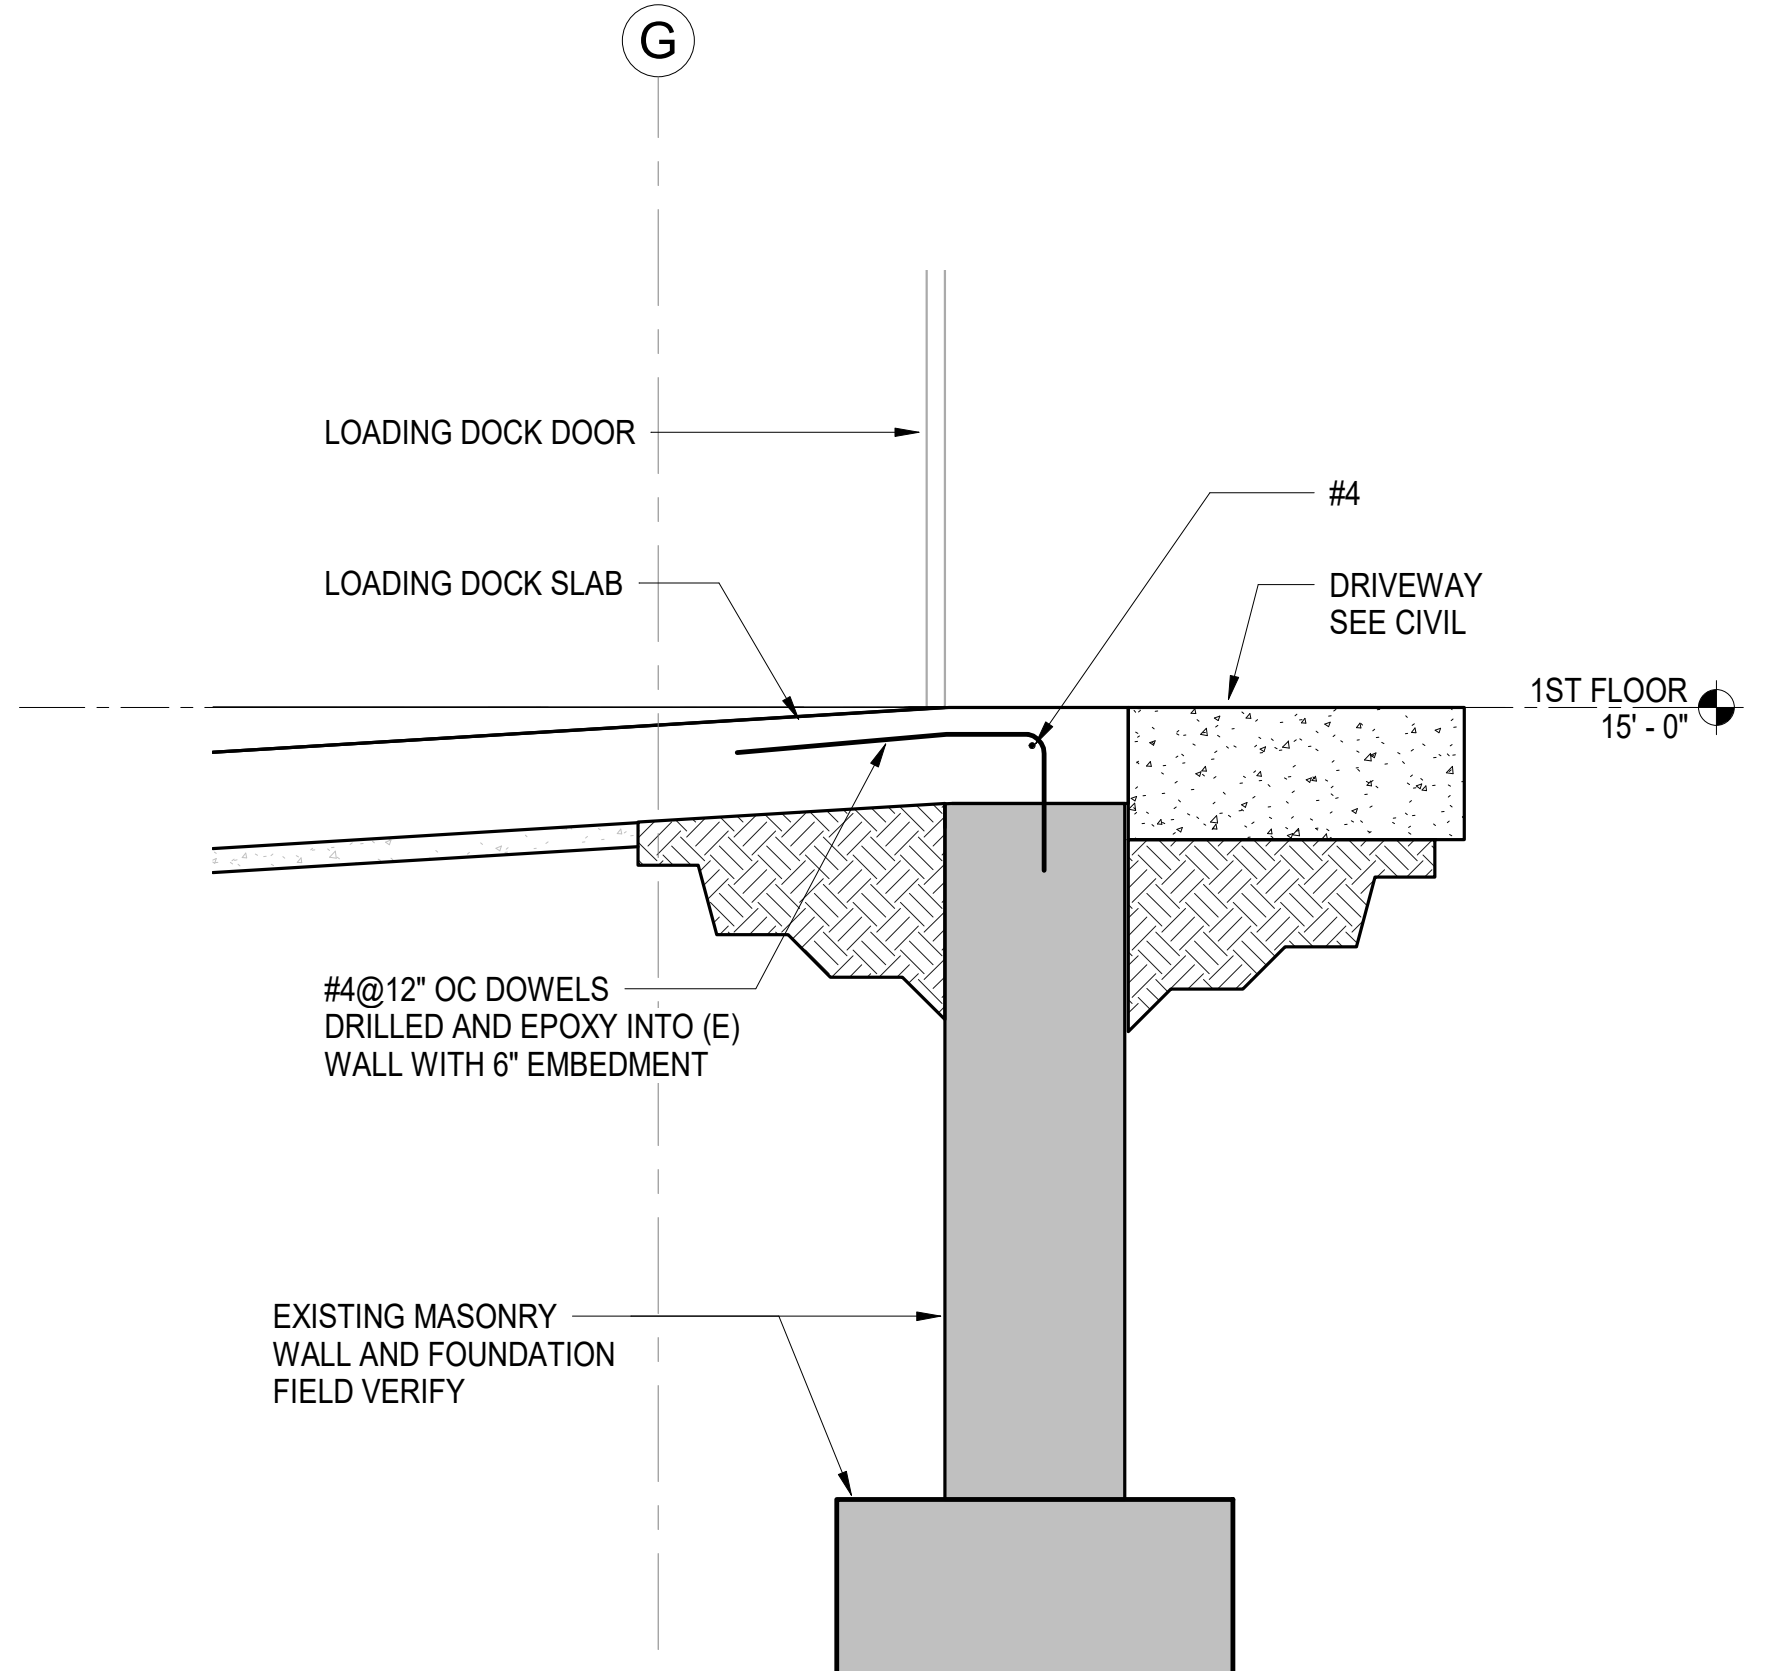 G
LOADING DOCK DOOR
#4
LOADING DOCK SLAB
DRIVEWAY
SEE CIVIL
1ST FLOOR
15' - 0"
#4@12" OC DOWELS
DRILLED AND EPOXY INTO (E)
WALL WITH 6" EMBEDMENT
EXISTING MASONRY
WALL AND FOUNDATION
FIELD VERIFY